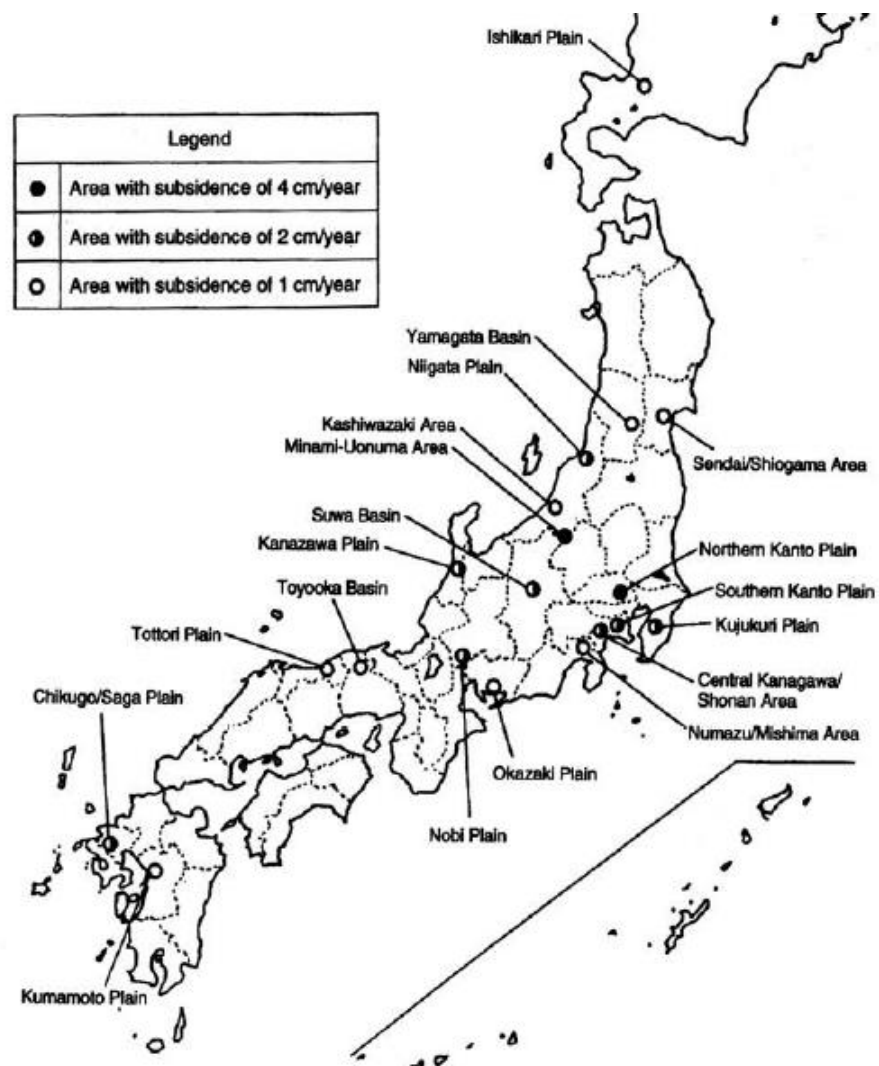 Ishikari Plain
Legend
Area with subsidence of 4 cm/year
Area with subsidence of 2 cm/year
Area with subsidence of 1 cm/year
Yamagata Basin
Niigata Plain
Kashiwazaki Area
Minami-Uonuma Area
Sendai/Shiogama Area
Suwa Basin
Kanazawa Plain
Northern Kanto Plain
Toyooka Basin
Southern Kanto Plain
Tottori Plain
Kujukuri Plain
Chikugo/Saga Plain
Central Kanagawa/
Shonan Area
Numazu/Mishima Area
Okazaki Plain
Nobi Plain
Kumamoto Plain